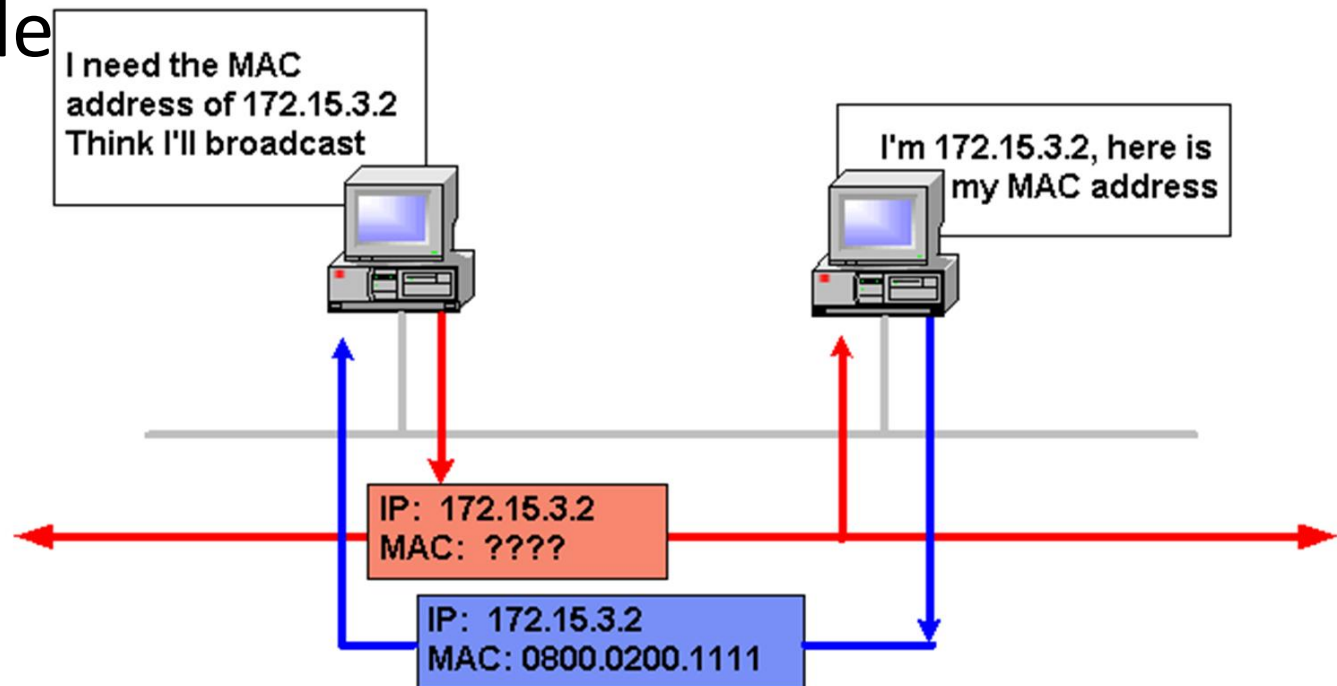 le
I need the MAC
address of 172.15.3.2
Think I'll broadcast
I'm 172.15.3.2, here is
my MAC address
IP: 172.15.3.2
MAC: ????
IP: 172.15.3.2
MAC: 0800.0200.1111